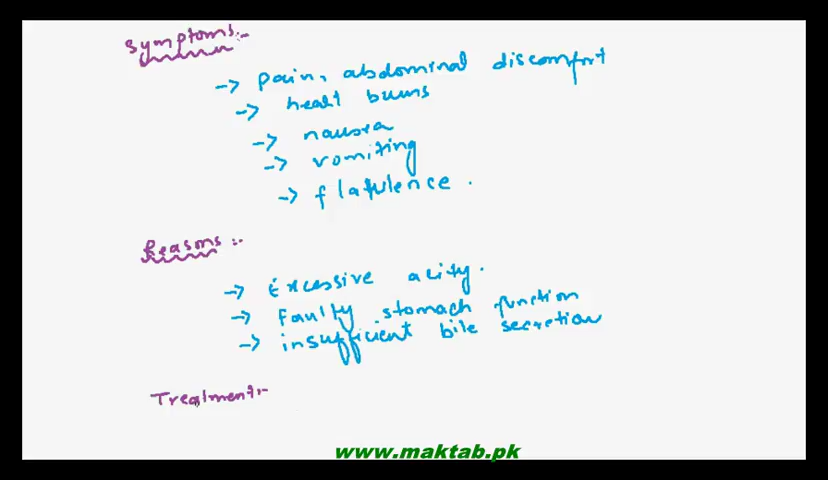 Symptoms:-
-> pain, abdominal discomfort
-> heart burns
-> nausea
-> vomiting
-> flatulence.
Reasons:-
-> Excessive acity.
-> Faulty stomach function
-> insufficient bile secretion
Treatment:-
www.maktab.pk